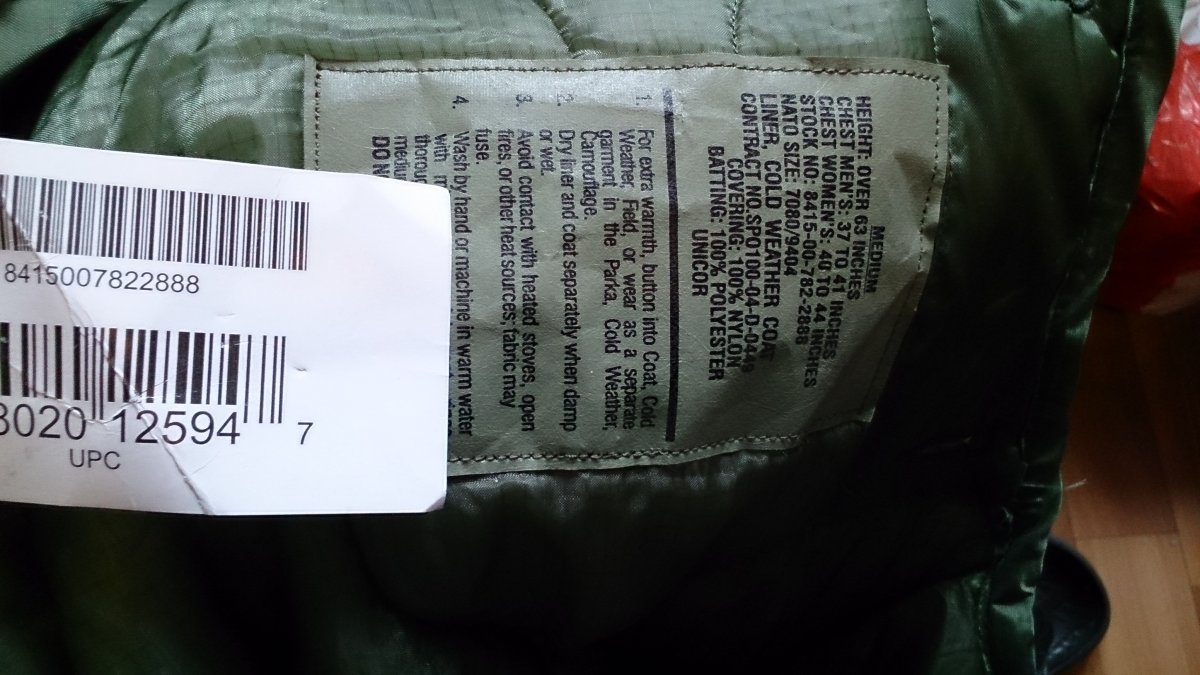 MEDIUM
HEIGHT: OVER 63 INCHES
CHEST MEN'S: 37 TO 41 INCHES
CHEST WOMEN'S: 40 TO 44 INCHES
STOCK NO: 8415-00-782-2888
NATO SIZE: 7080/9404
LINER, COLD WEATHER COAT
CONTRACT NO.SPO100-04-D-0449
COVERING: 100% NYLON
BATTING: 100% POLYESTER
UNICOR
1. For extra warmth, button into Coat, Cold
Weather, Field, or wear as a separate
garment in the Parka, Cold Weather,
Camouflage.
2. Dry liner and coat separately when damp
or wet.
3. Avoid contact with heated stoves, open
fires, or other heat sources; fabric may
fuse.
4. Wash by hand or machine in warm water
with
DO
8415007822888
12594 7
UPC